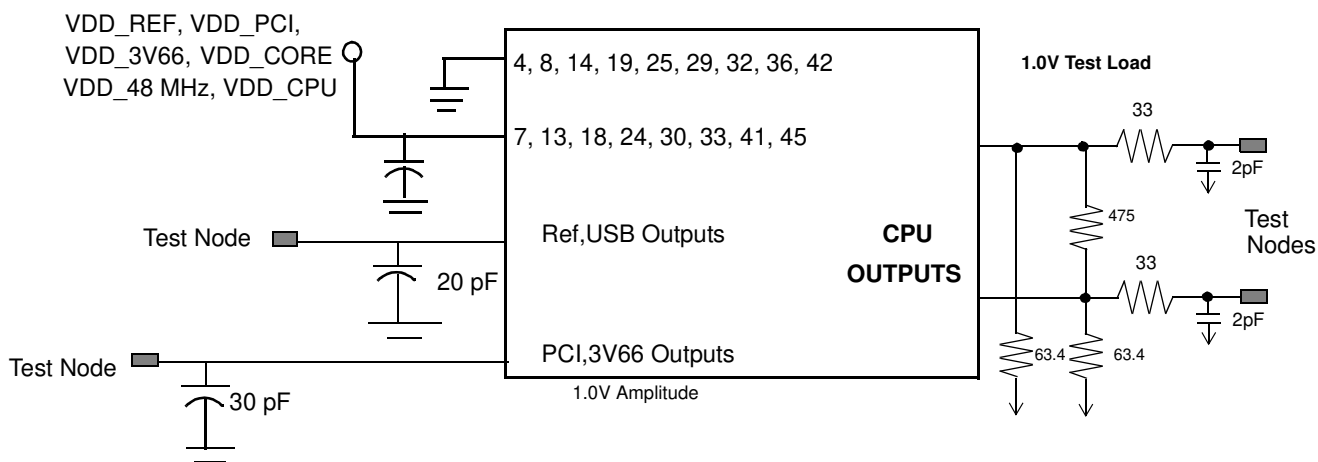 VDD_REF, VDD_PCI,
VDD_3V66, VDD_CORE
VDD_48 MHz, VDD_CPU
4, 8, 14, 19, 25, 29, 32, 36, 42
7, 13, 18, 24, 30, 33, 41, 45
Test Node
Ref,USB Outputs
20 pF
Test Node
PCI,3V66 Outputs
30 pF
CPU
OUTPUTS
1.0V Amplitude
1.0V Test Load
33
2pF
475
Test
Nodes
33
2pF
63.4
63.4